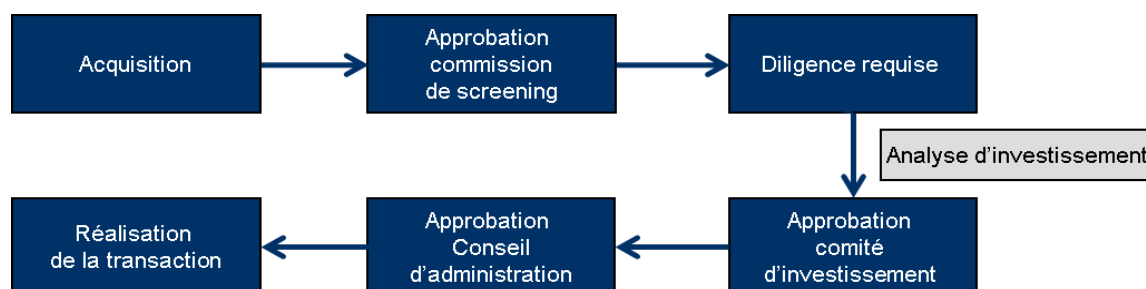 Acquisition
Approbation
commission
de screening
Diligence requise
Analyse d’investissement
Réalisation
de la transaction
Approbation
Conseil
d’administration
Approbation
comité
d’investissement